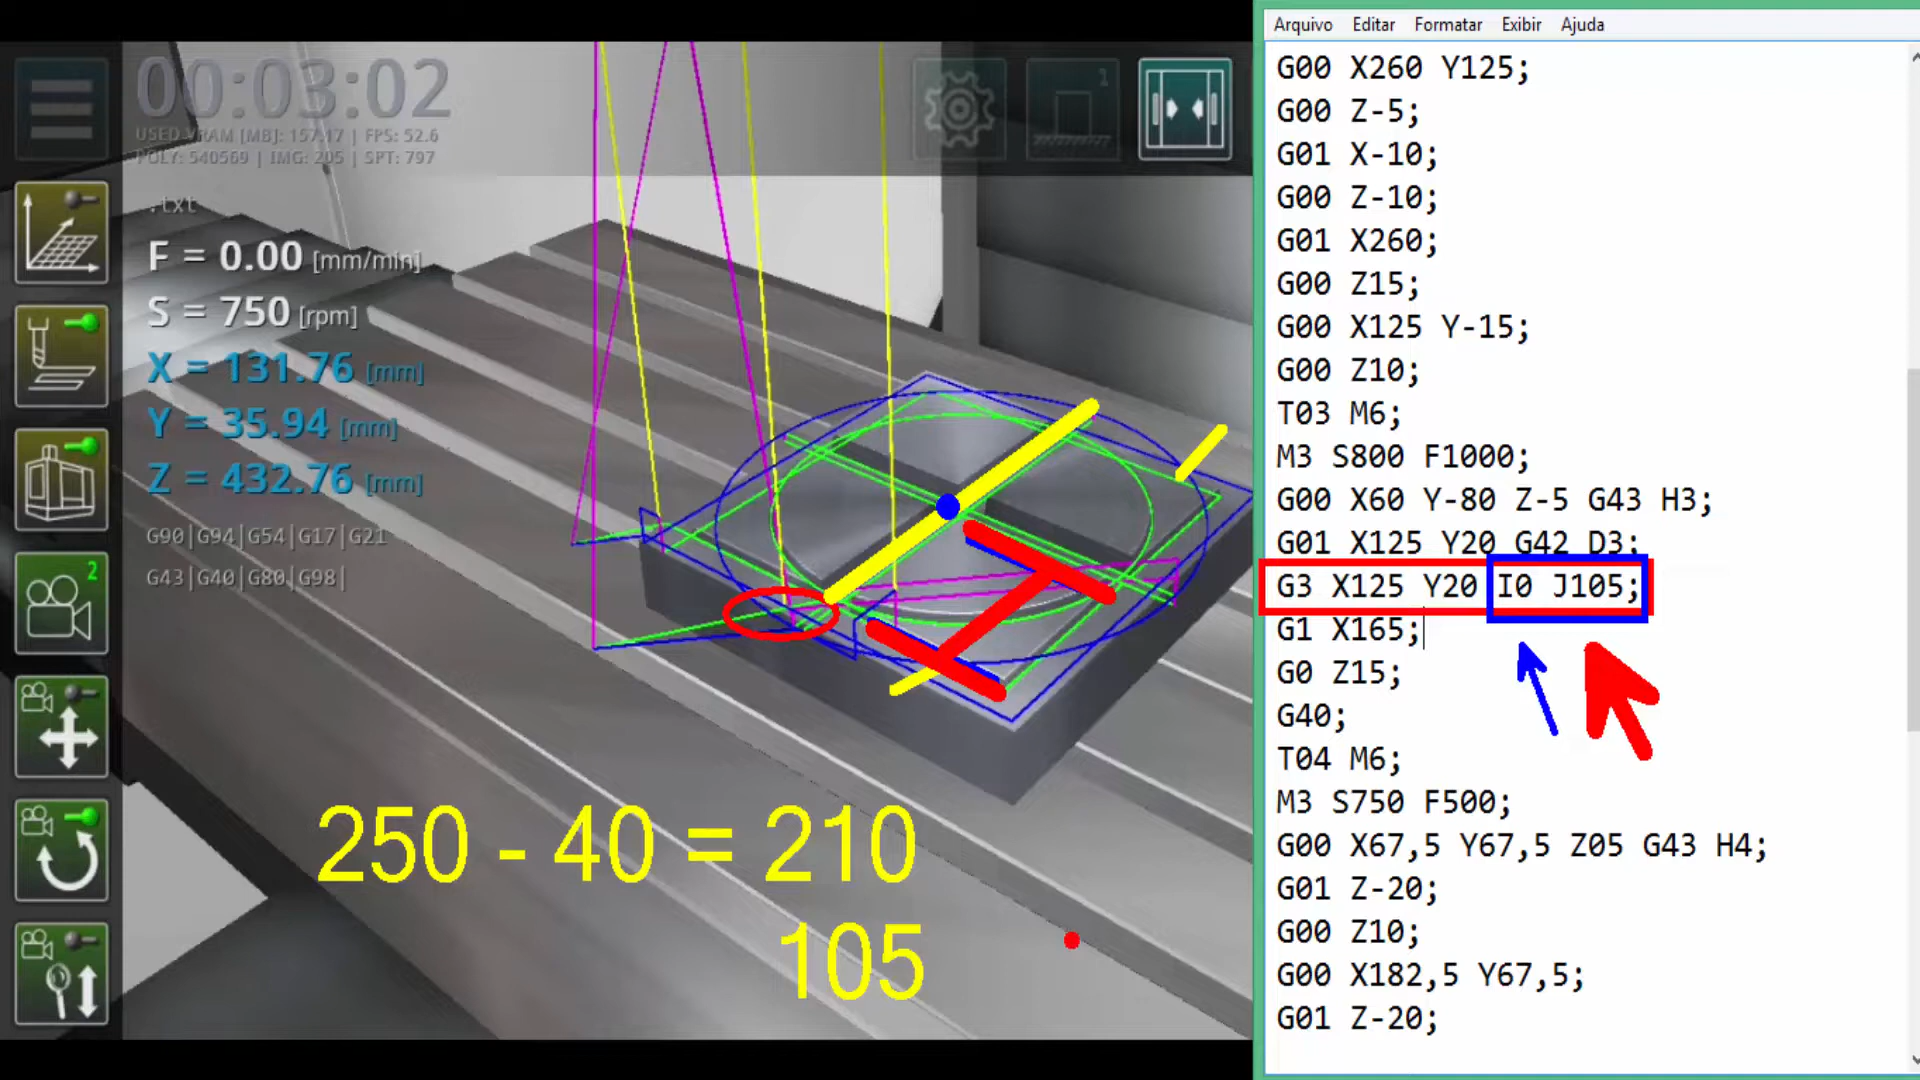 00:03:02
USED VRAM [MB]: 157.17 | FPS: 52.6
POLY: 540569 | IMG: 205 | SPT: 797
.txt
F = 0.00 [mm/min]
S = 750 [rpm]
X = 131.76 [mm]
Y = 35.94 [mm]
Z = 432.76 [mm]
G90|G94|G54|G17|G21
G43|G40|G80|G98|
1
2
250 - 40 = 210
105
Arquivo Editar Formatar Exibir Ajuda
G00 X260 Y125;
G00 Z-5;
G01 X-10;
G00 Z-10;
G01 X260;
G00 Z15;
G00 X125 Y-15;
G00 Z10;
T03 M6;
M3 S800 F1000;
G00 X60 Y-80 Z-5 G43 H3;
G01 X125 Y20 G42 D3;
G3 X125 Y20 I0 J105;
G1 X165;
G0 Z15;
G40;
T04 M6;
M3 S750 F500;
G00 X67,5 Y67,5 Z05 G43 H4;
G01 Z-20;
G00 Z10;
G00 X182,5 Y67,5;
G01 Z-20;